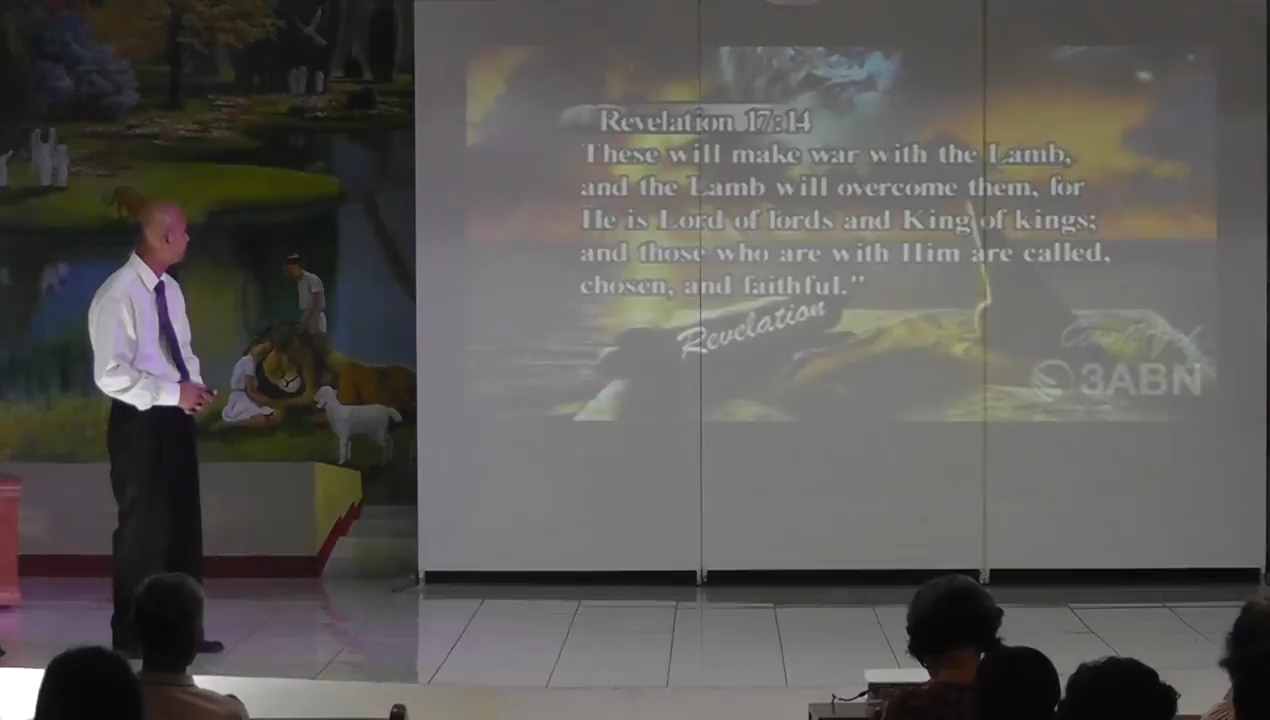 Revelation 17:14
These will make war with the Lamb,
and the Lamb will overcome them, for
He is Lord of lords and King of kings;
and those who are with Him are called,
chosen, and faithful.”
Revelation
Courtesy of
3ABN